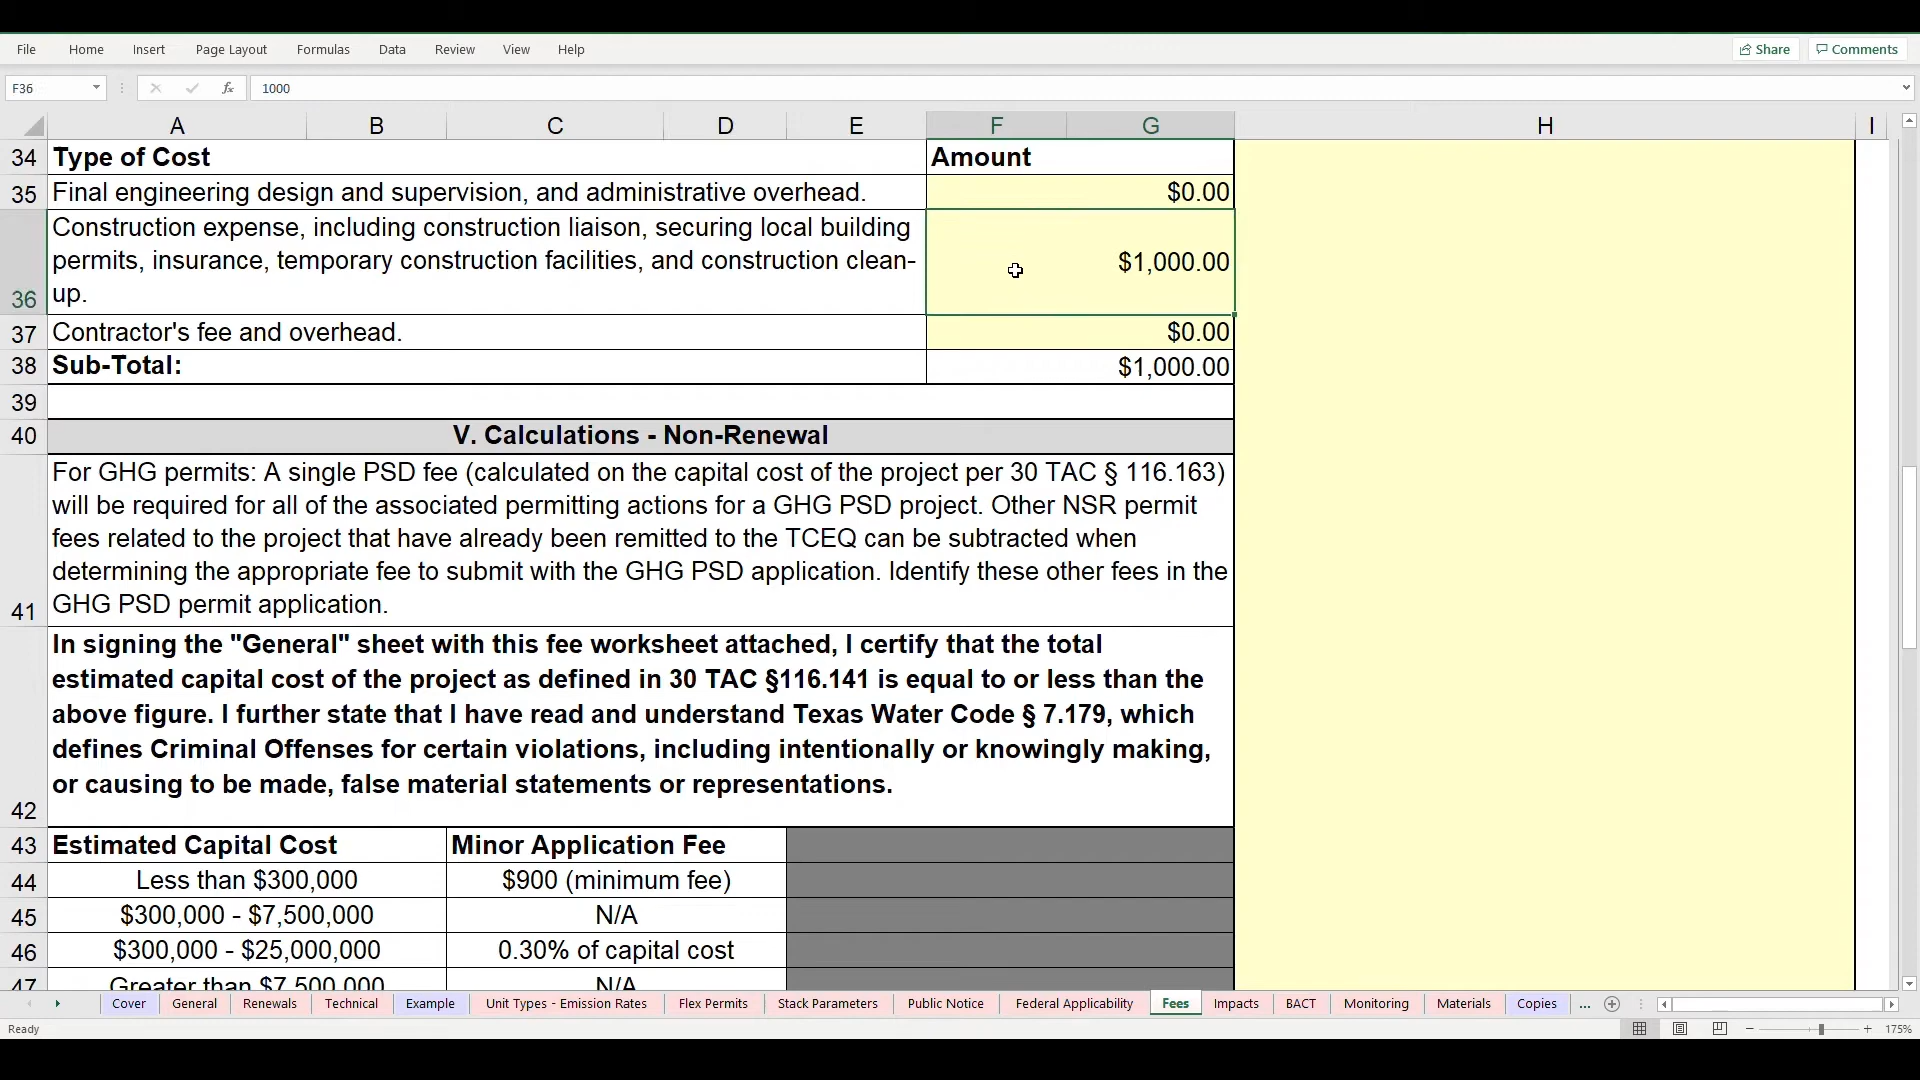 File Home Insert Page Layout Formulas Data Review View Help Share Comments
F36 fx 1000
A B C D E F G H I
34 Type of Cost Amount
35 Final engineering design and supervision, and administrative overhead. $0.00
Construction expense, including construction liaison, securing local building
permits, insurance, temporary construction facilities, and construction clean-
36 up. $1,000.00
37 Contractor's fee and overhead. $0.00
38 Sub-Total: $1,000.00
39
40 V. Calculations - Non-Renewal
For GHG permits: A single PSD fee (calculated on the capital cost of the project per 30 TAC § 116.163)
will be required for all of the associated permitting actions for a GHG PSD project. Other NSR permit
fees related to the project that have already been remitted to the TCEQ can be subtracted when
determining the appropriate fee to submit with the GHG PSD application. Identify these other fees in the
41 GHG PSD permit application.
In signing the "General" sheet with this fee worksheet attached, I certify that the total
estimated capital cost of the project as defined in 30 TAC §116.141 is equal to or less than the
above figure. I further state that I have read and understand Texas Water Code § 7.179, which
defines Criminal Offenses for certain violations, including intentionally or knowingly making,
or causing to be made, false material statements or representations.
42
43 Estimated Capital Cost Minor Application Fee
44 Less than $300,000 $900 (minimum fee)
45 $300,000 - $7,500,000 N/A
46 $300,000 - $25,000,000 0.30% of capital cost
47 Greater than $7,500,000 N/A
Cover General Renewals Technical Example Unit Types - Emission Rates Flex Permits Stack Parameters Public Notice Federal Applicability Fees Impacts BACT Monitoring Materials Copies ...
Ready 175%